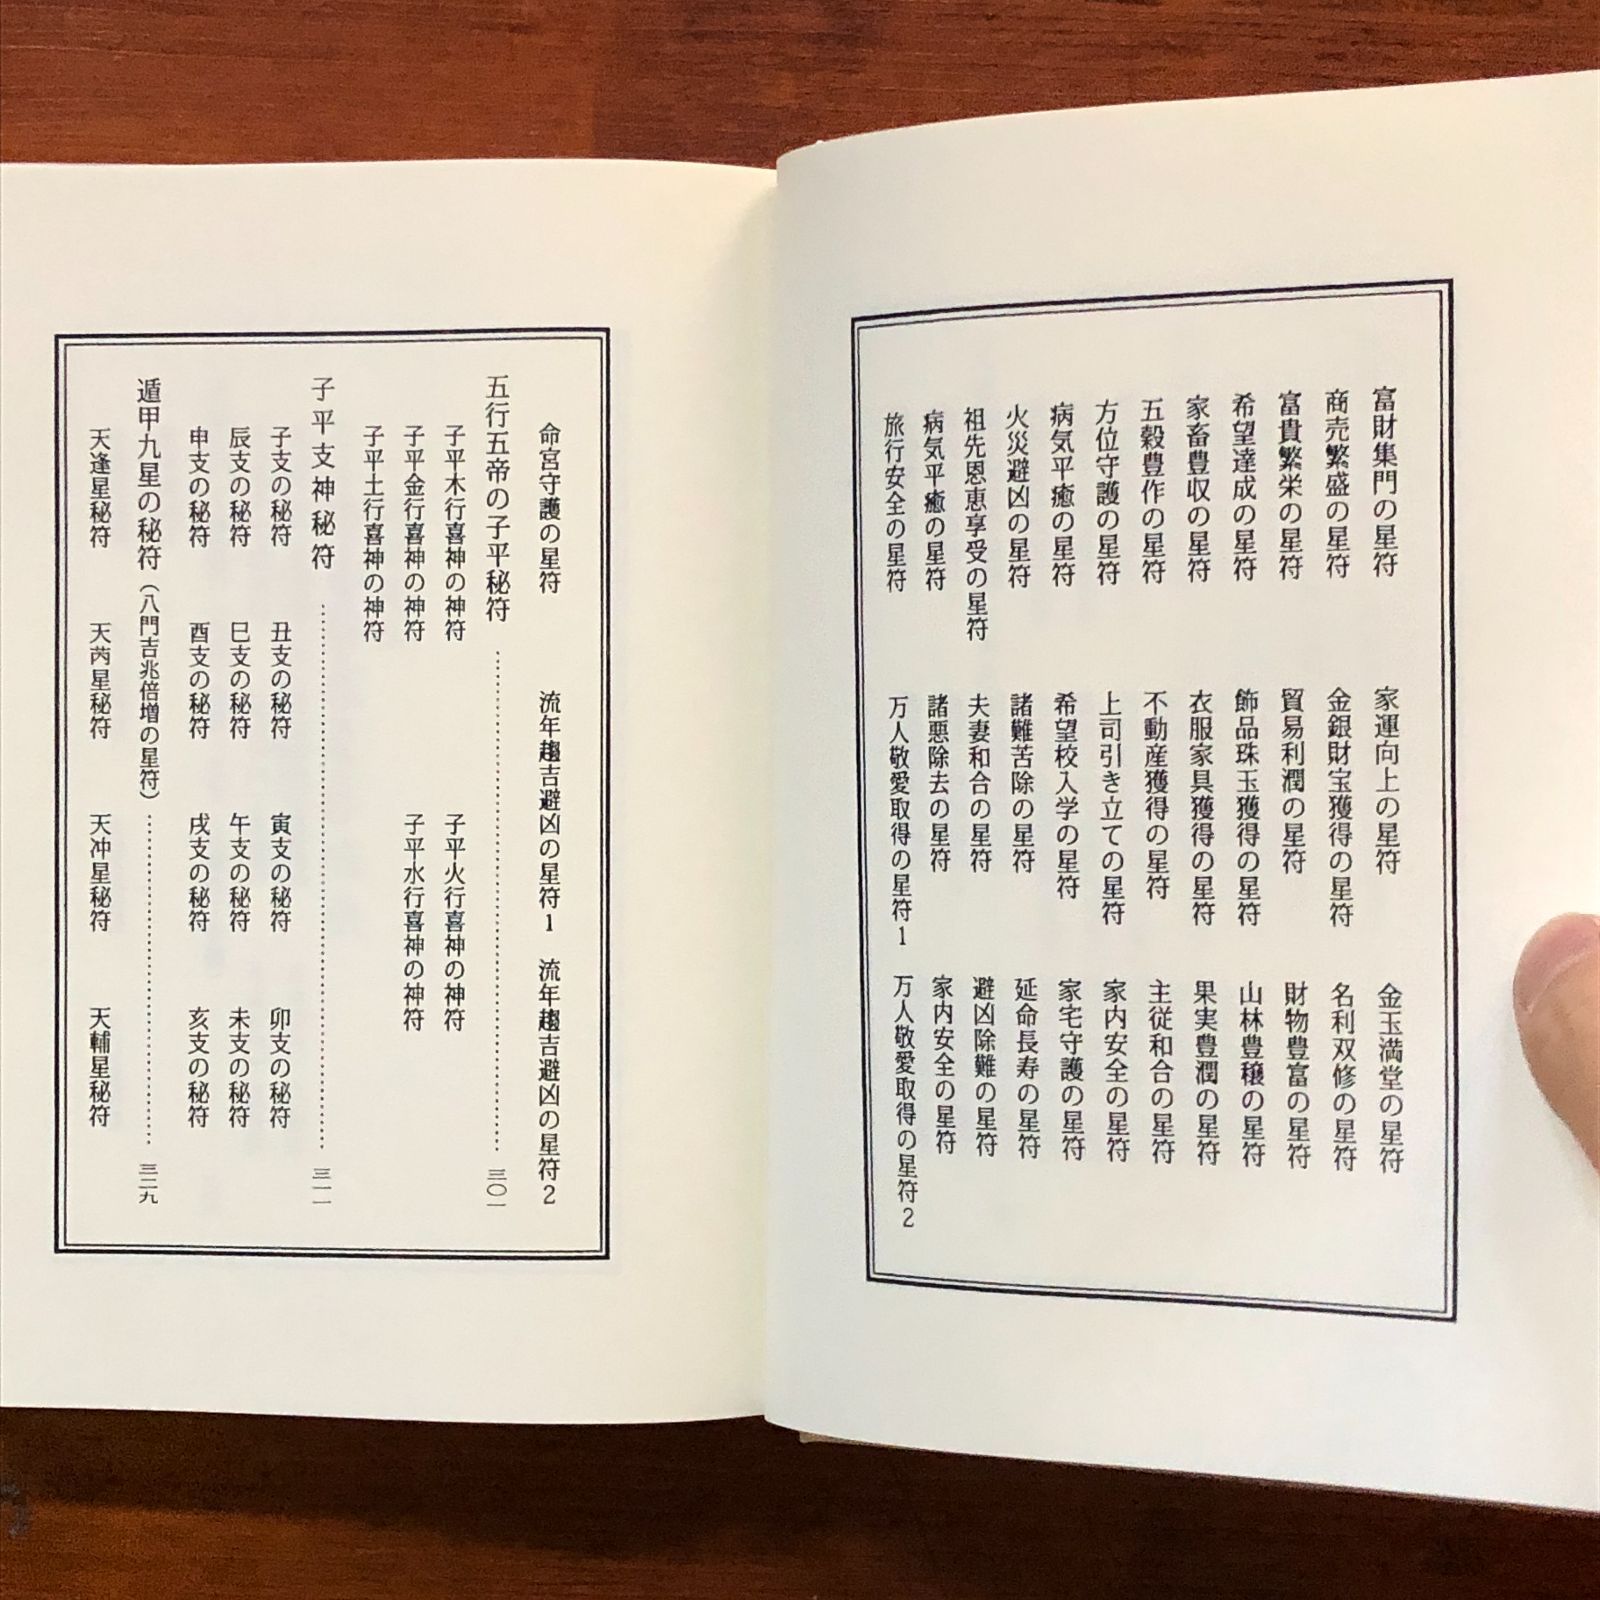 富財集門の星符　家運向上の星符　金玉満堂の星符
商売繁盛の星符　金銀財宝獲得の星符　名利双修の星符
富貴繁栄の星符　貿易利潤の星符　財物豊富の星符
希望達成の星符　飾品珠玉獲得の星符　山林豊穣の星符
家畜豊収の星符　衣服家具獲得の星符　果実豊潤の星符
五穀豊作の星符　不動産獲得の星符　主従和合の星符
方位守護の星符　上司引き立ての星符　家内安全の星符
病気平癒の星符　希望校入学の星符　家宅守護の星符
火災避凶の星符　諸難苦除の星符　延命長寿の星符
祖先恩恵享受の星符　夫妻和合の星符　避凶除難の星符
病気平癒の星符　諸悪除去の星符　家内安全の星符
旅行安全の星符　万人敬愛取得の星符1　万人敬愛取得の星符2
命宮守護の星符　流年趨吉避凶の星符1　流年趨吉避凶の星符2
五行五帝の子平秘符……………………三〇一
子平木行喜神の神符　子平火行喜神の神符
子平金行喜神の神符　子平水行喜神の神符
子平土行喜神の神符
子平支神秘符……………………三一一
子支の秘符　丑支の秘符　寅支の秘符　卯支の秘符
辰支の秘符　巳支の秘符　午支の秘符　未支の秘符
申支の秘符　酉支の秘符　戌支の秘符　亥支の秘符
遁甲九星の秘符（八門吉兆倍増の星符）……………………三二九
天逢星秘符　天芮星秘符　天冲星秘符　天輔星秘符